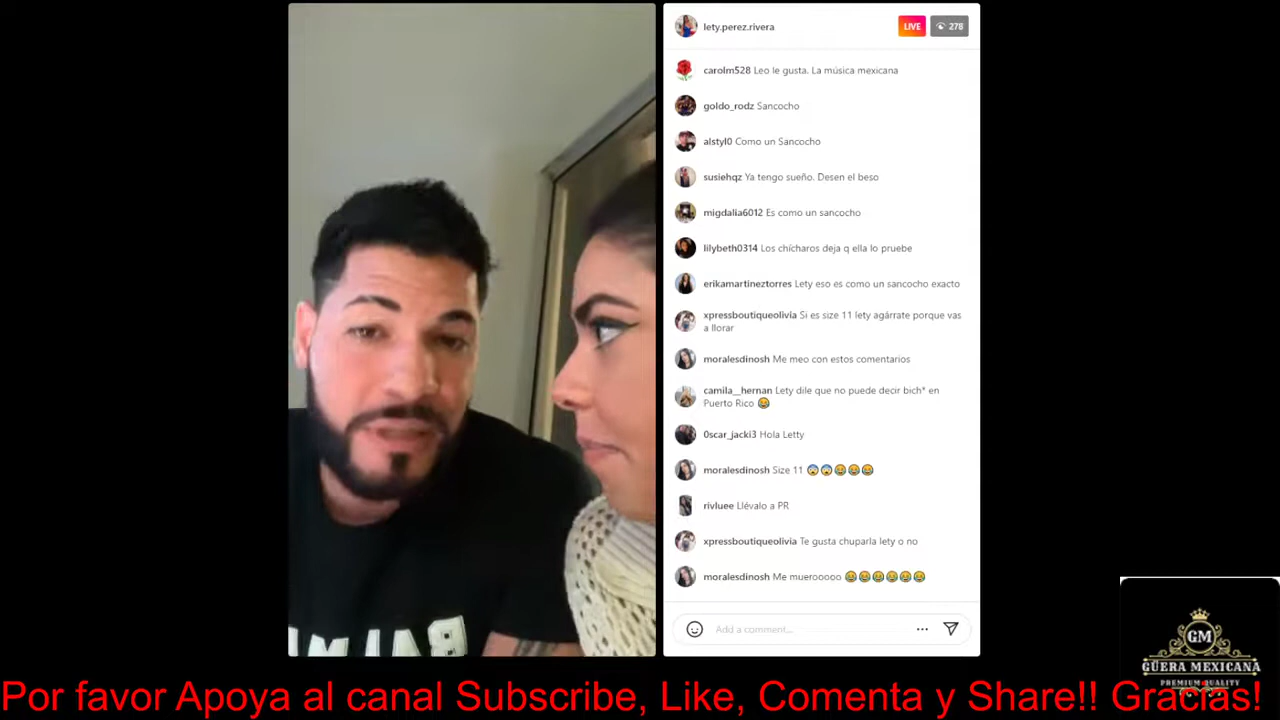 lety.perez.rivera
LIVE
278
carolm528 Leo le gusta. La música mexicana
goldo_rodz Sancocho
alstyl0 Como un Sancocho
susiehqz Ya tengo sueño. Desen el beso
migdalia6012 Es como un sancocho
lilybeth0314 Los chícharos deja q ella lo pruebe
erikamartineztorres Lety eso es como un sancocho exacto
xpressboutiqueolivia Si es size 11 lety agárrate porque vas
a llorar
moralesdinosh Me meo con estos comentarios
camila__hernan Lety dile que no puede decir bich* en
Puerto Rico 😂
0scar_jacki3 Hola Letty
moralesdinosh Size 11 😨😨😂😂😂
rivluee Llévalo a PR
xpressboutiqueolivia Te gusta chuparla lety o no
moralesdinosh Me muerooooo 😂😂😂😂😂😂
Add a comment...
GM
GÜERA MEXICANA
PREMIUM QUALITY
Por favor Apoya al canal Subscribe, Like, Comenta y Share!! Gracias!